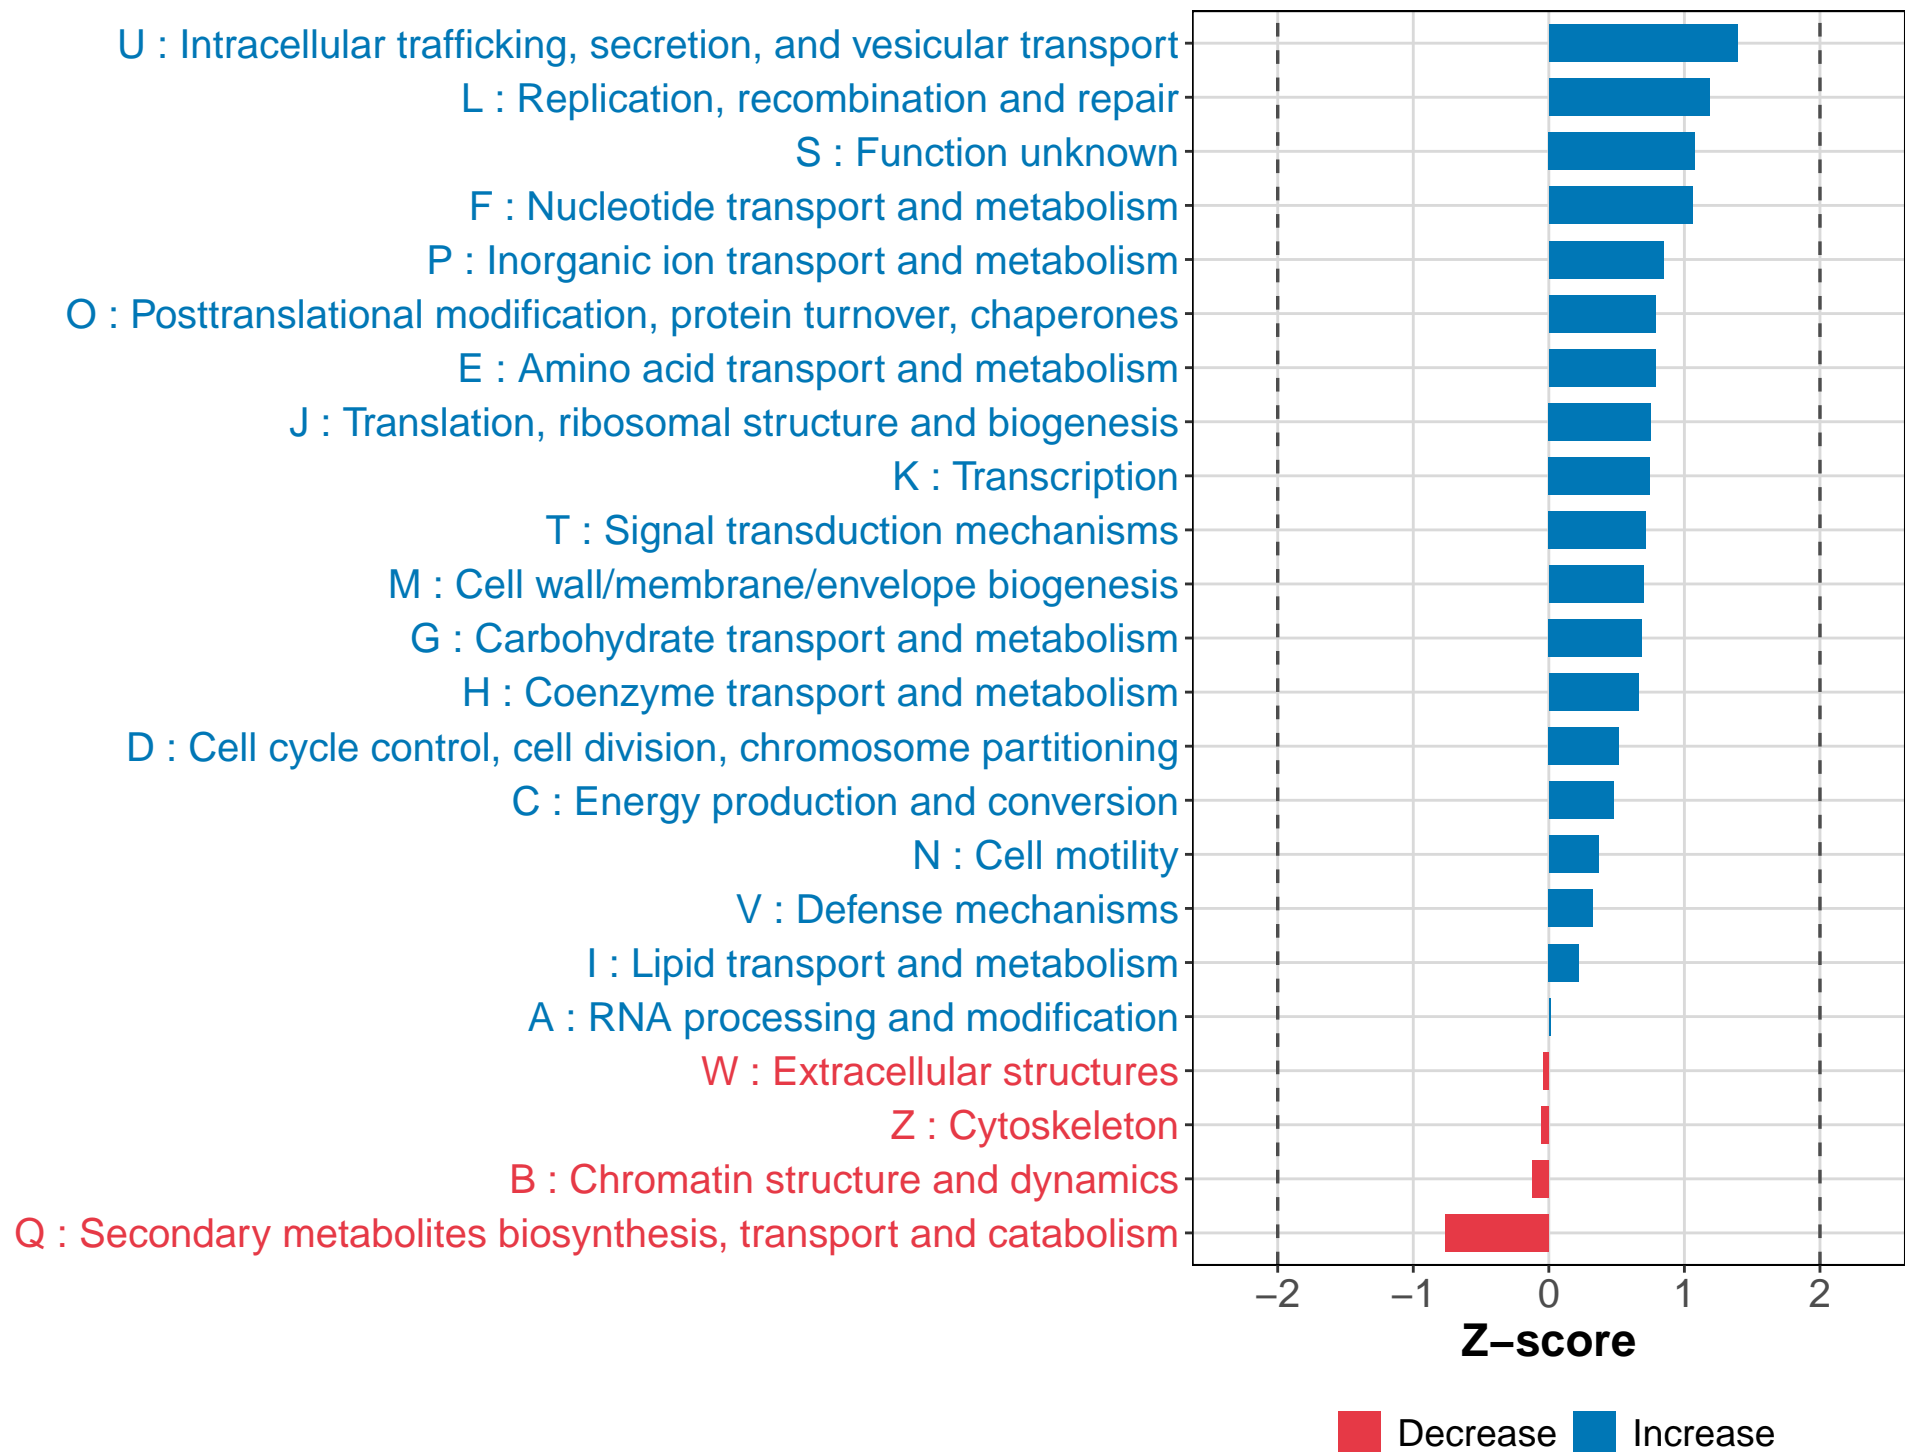 U : Intracellular trafficking, secretion, and vesicular transport
L : Replication, recombination and repair
S : Function unknown
F : Nucleotide transport and metabolism
P : Inorganic ion transport and metabolism
O : Posttranslational modification, protein turnover, chaperones
E : Amino acid transport and metabolism
J : Translation, ribosomal structure and biogenesis
K : Transcription
T : Signal transduction mechanisms
M : Cell wall/membrane/envelope biogenesis
G : Carbohydrate transport and metabolism
H : Coenzyme transport and metabolism
D : Cell cycle control, cell division, chromosome partitioning
C : Energy production and conversion
N : Cell motility
V : Defense mechanisms
I : Lipid transport and metabolism
A : RNA processing and modification
W : Extracellular structures
Z : Cytoskeleton
B : Chromatin structure and dynamics
Q : Secondary metabolites biosynthesis, transport and catabolism
−2 −1 0 1 2
Z−score
Decrease Increase